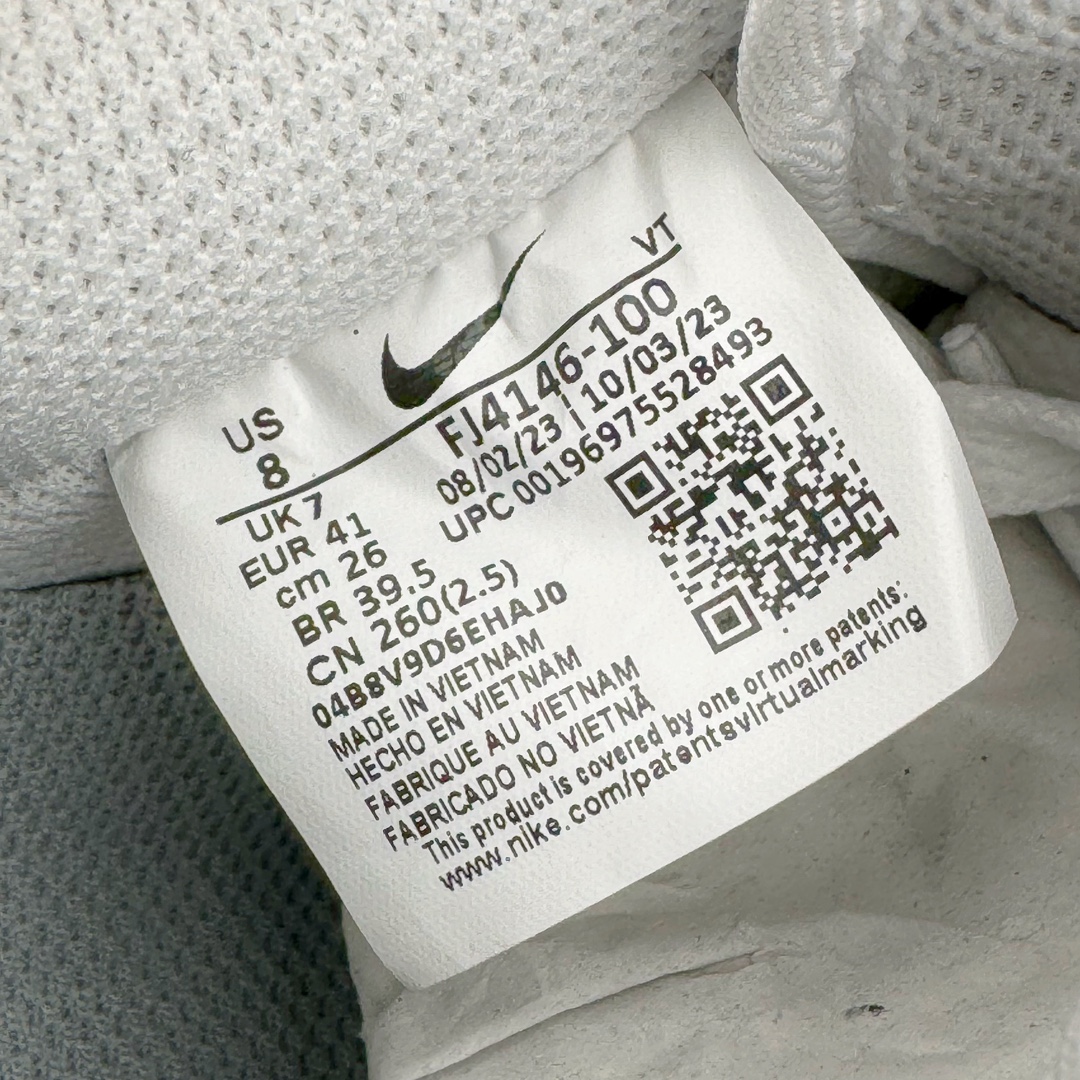 VT
US
8
FJ4146-100
08/02/23 | 10/03/23
UPC 00196975528493
UK 7
EUR 41
cm 26
BR 39.5
CN 260(2.5)
04B8V9D6EHAJ0
MADE IN VIETNAM
HECHO EN VIETNAM
FABRIQUE AU VIETNAM
FABRICADO NO VIETNÃ
This product is covered by one or more patents:
www.nike.com/patentsvirtualmarking